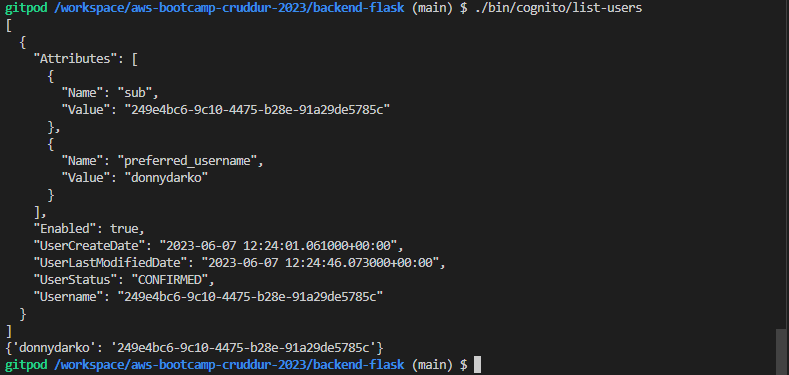 gitpod /workspace/aws-bootcamp-cruddur-2023/backend-flask (main) $ ./bin/cognito/list-users
[
  {
    "Attributes": [
      {
        "Name": "sub",
        "Value": "249e4bc6-9c10-4475-b28e-91a29de5785c"
      },
      {
        "Name": "preferred_username",
        "Value": "donnydarko"
      }
    ],
    "Enabled": true,
    "UserCreateDate": "2023-06-07 12:24:01.061000+00:00",
    "UserLastModifiedDate": "2023-06-07 12:24:46.073000+00:00",
    "UserStatus": "CONFIRMED",
    "Username": "249e4bc6-9c10-4475-b28e-91a29de5785c"
  }
]
{'donnydarko': '249e4bc6-9c10-4475-b28e-91a29de5785c'}
gitpod /workspace/aws-bootcamp-cruddur-2023/backend-flask (main) $